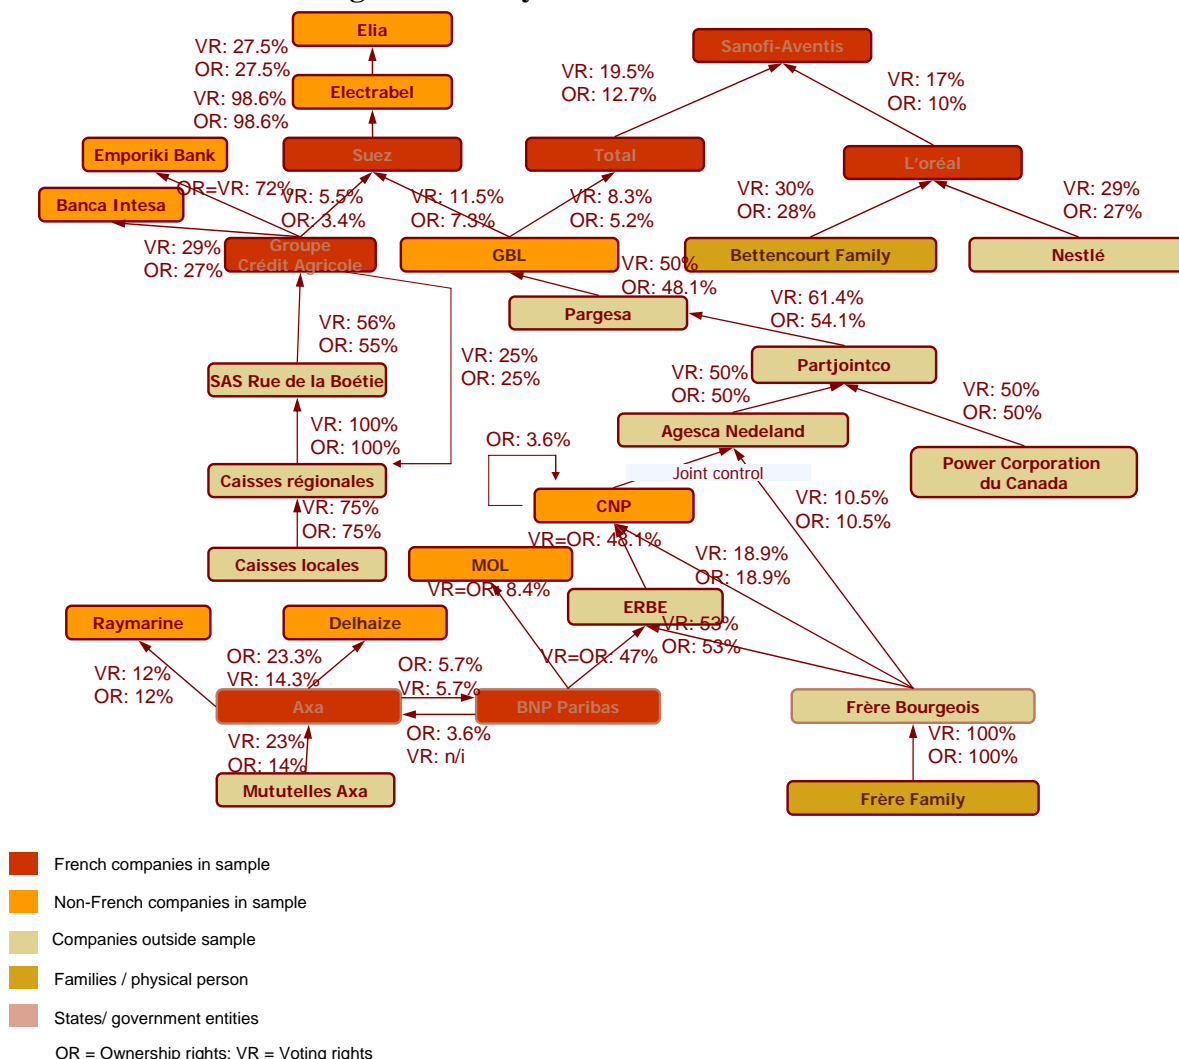 Elia
VR: 27.5%
OR: 27.5%
Sanofi-Aventis
VR: 19.5%
OR: 12.7%
VR: 17%
OR: 10%
Electrabel
VR: 98.6%
OR: 98.6%
Emporiki Bank
Suez
Total
L'oréal
OR=VR: 72%
VR: 5.5%
OR: 3.4%
VR: 11.5%
OR: 7.3%
VR: 8.3%
OR: 5.2%
VR: 30%
OR: 28%
VR: 29%
OR: 27%
Banca Intesa
VR: 29%
OR: 27%
Groupe
Crédit Agricole
GBL
VR: 50%
OR: 48.1%
Bettencourt Family
Nestlé
Pargesa
VR: 61.4%
OR: 54.1%
VR: 56%
OR: 55%
VR: 25%
OR: 25%
Partjointco
SAS Rue de la Boétie
VR: 50%
OR: 50%
VR: 50%
OR: 50%
VR: 100%
OR: 100%
OR: 3.6%
Agesca Nedeland
Joint control
Power Corporation
du Canada
Caisses régionales
VR: 75%
OR: 75%
CNP
VR: 10.5%
OR: 10.5%
VR=OR: 48.1%
VR: 18.9%
OR: 18.9%
Caisses locales
MOL
VR=OR: 8.4%
ERBE
VR: 53%
OR: 53%
Raymarine
Delhaize
VR: 12%
OR: 12%
OR: 23.3%
VR: 14.3%
OR: 5.7%
VR: 5.7%
VR=OR: 47%
Axa
BNP Paribas
Frère Bourgeois
VR: 23%
OR: 14%
OR: 3.6%
VR: n/i
VR: 100%
OR: 100%
Mututelles Axa
Frère Family
French companies in sample
Non-French companies in sample
Companies outside sample
Families / physical person
States/ government entities
OR = Ownership rights; VR = Voting rights